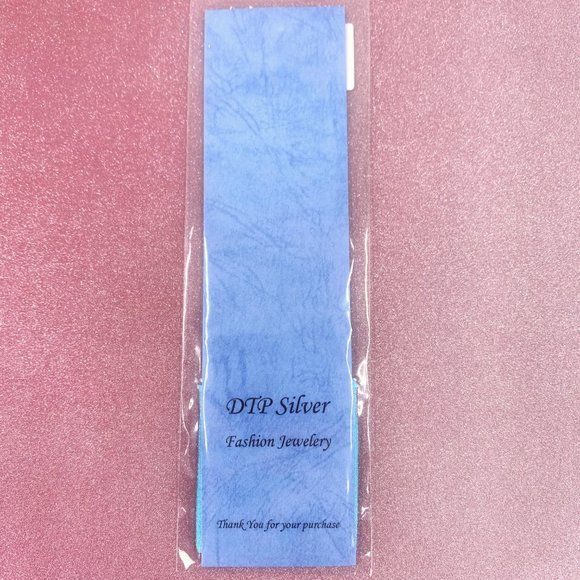 DTP Silver
Fashion Jewelery
Thank You for your purchase